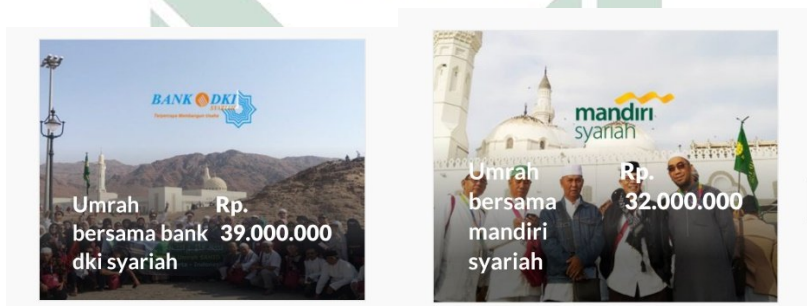 BANK DKI
SYARIAH
Umrah
bersama bank
dki syariah
Rp.
39.000.000
mandiri
syariah
Umrah
bersama
mandiri
syariah
Rp.
32.000.000